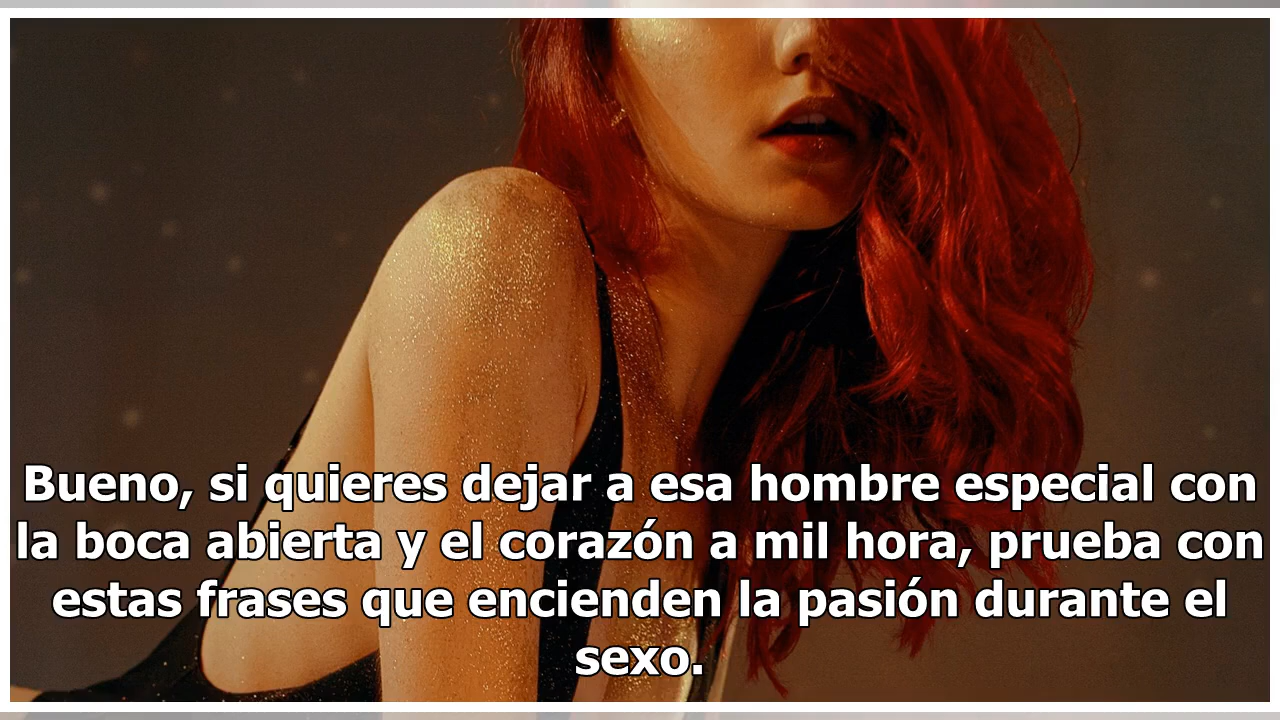 Bueno, si quieres dejar a esa hombre especial con
la boca abierta y el corazón a mil hora, prueba con
estas frases que encienden la pasión durante el
sexo.